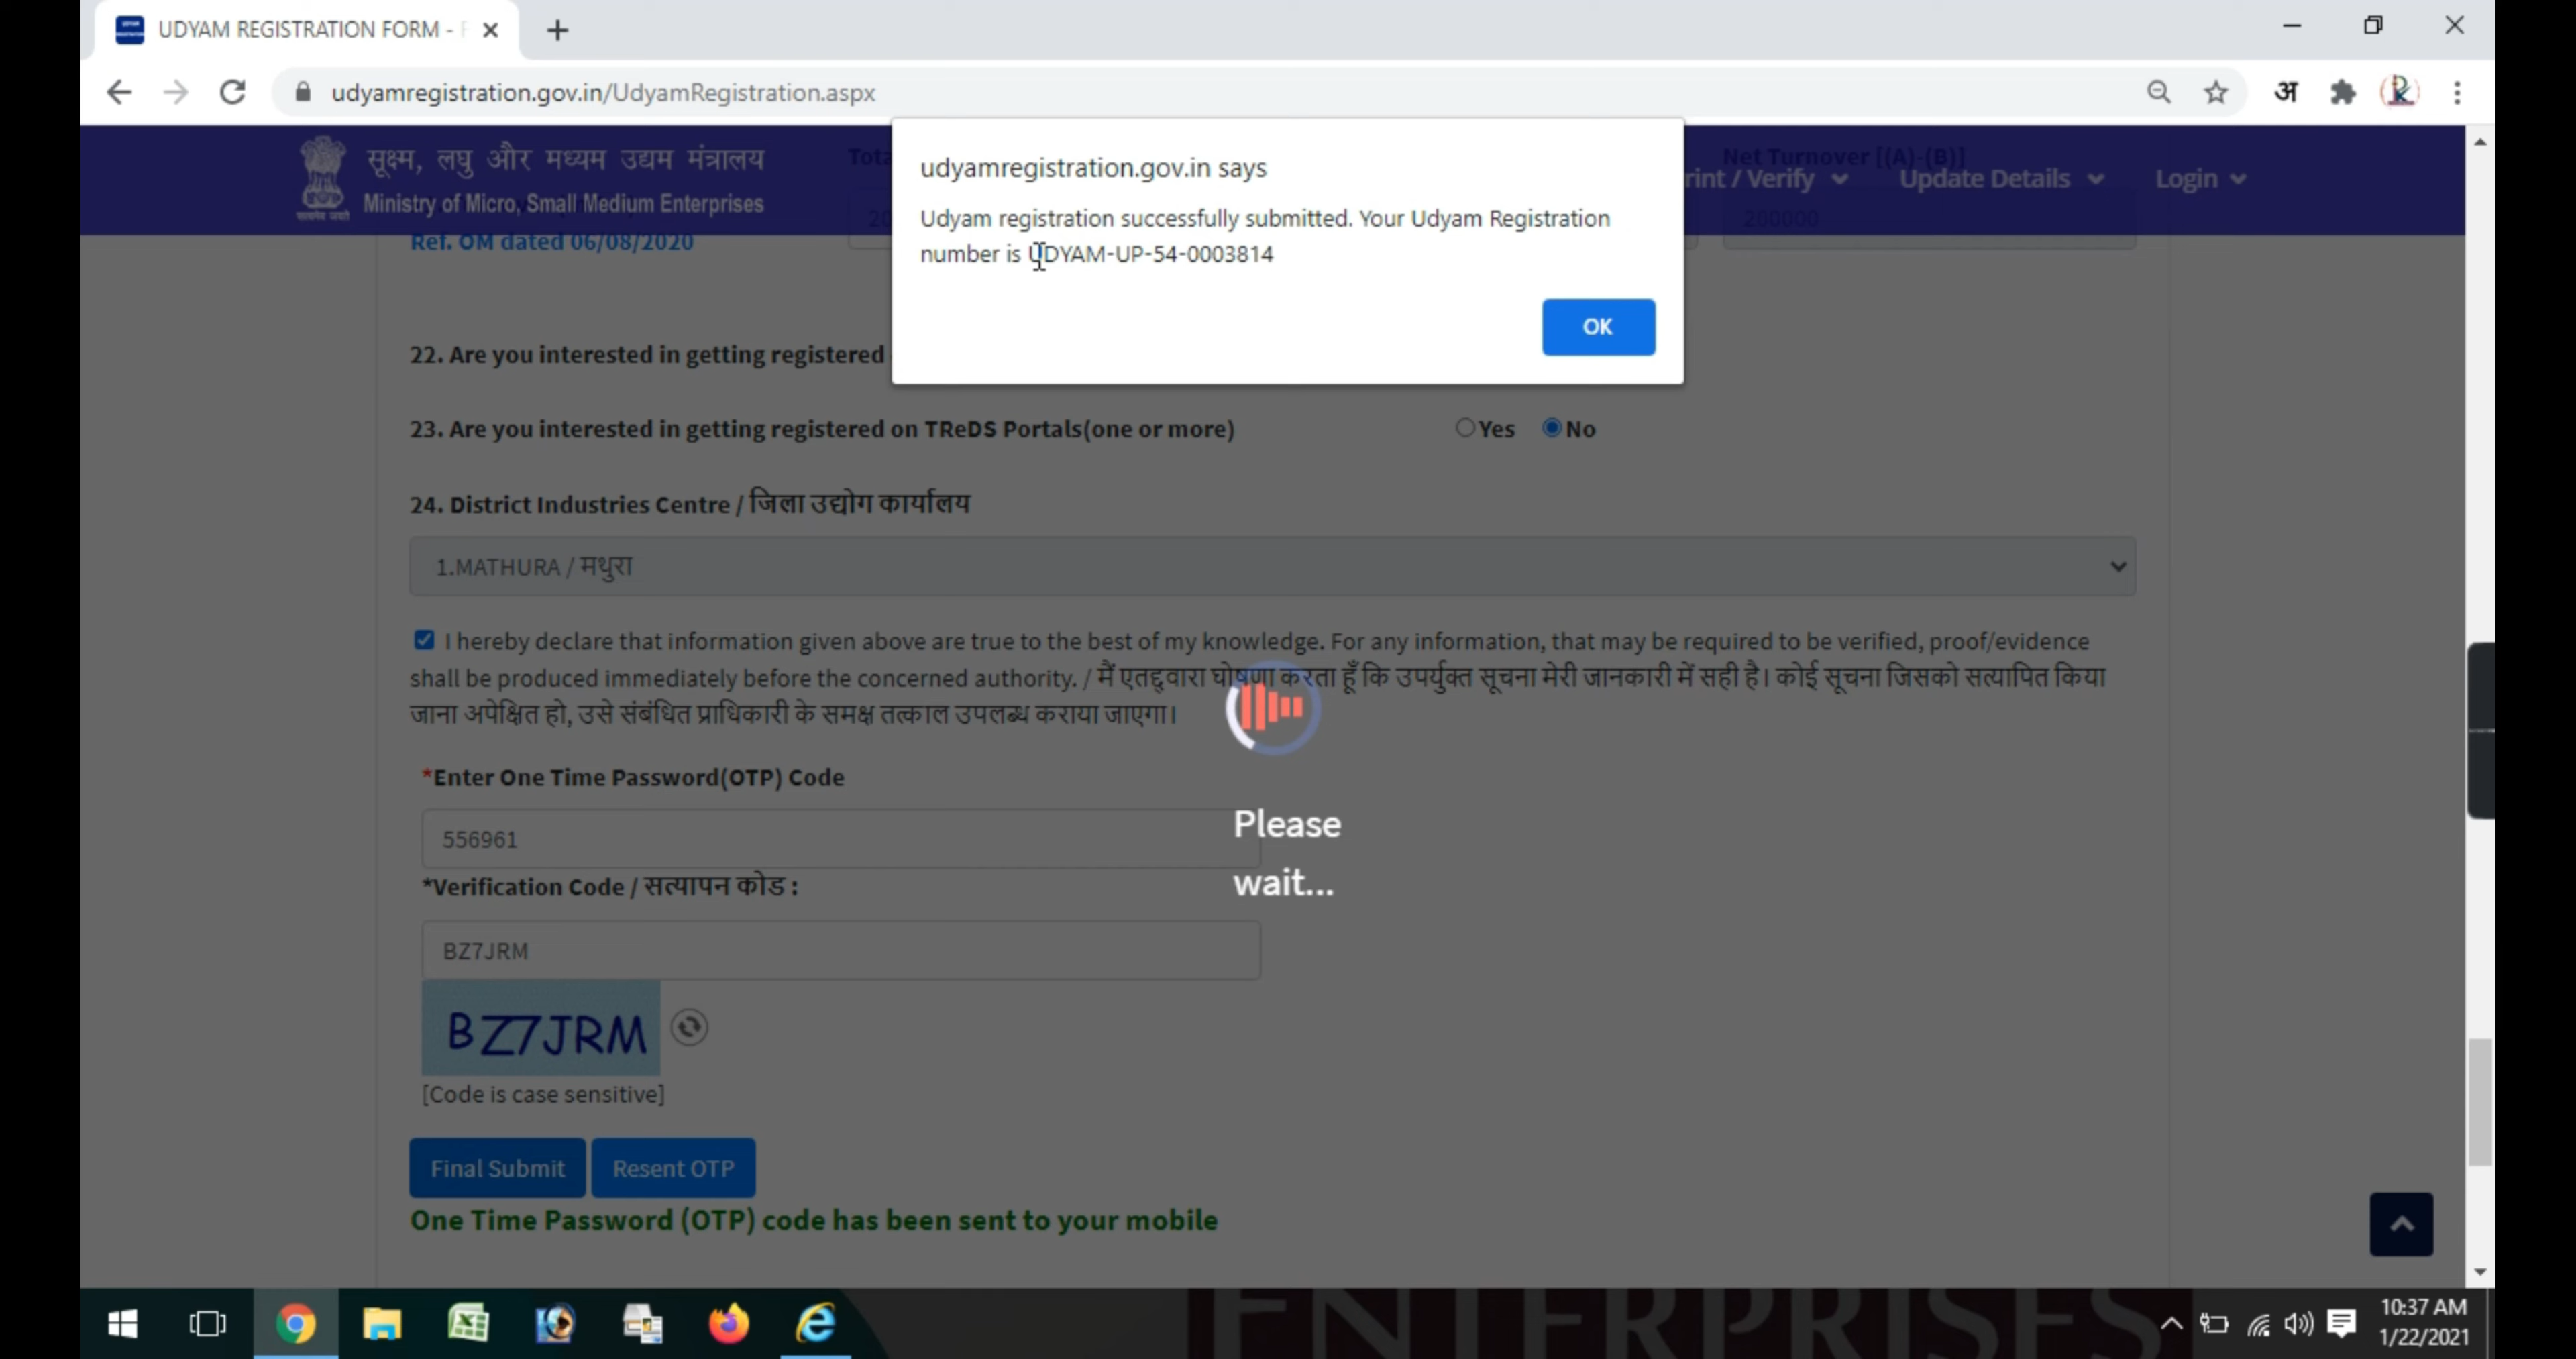 UDYAM REGISTRATION FORM -
udyamregistration.gov.in/UdyamRegistration.aspx
अ
सूक्ष्म, लघु और मध्यम उद्यम मंत्रालय
Ministry of Micro, Small Medium Enterprises
Print / Verify
Update Details
Login
Net Turnover [(A)-(B)]
200000
Ref. OM dated 06/08/2020
udyamregistration.gov.in says
Udyam registration successfully submitted. Your Udyam Registration
number is UDYAM-UP-54-0003814
OK
22. Are you interested in getting registered
23. Are you interested in getting registered on TReDS Portals(one or more)
Yes No
24. District Industries Centre / जिला उद्योग कार्यालय
1.MATHURA / मथुरा
I hereby declare that information given above are true to the best of my knowledge. For any information, that may be required to be verified, proof/evidence
shall be produced immediately before the concerned authority. / मैं एतद्द्वारा घोषणा करता हूँ कि उपर्युक्त सूचना मेरी जानकारी में सही है। कोई सूचना जिसको सत्यापित किया
जाना अपेक्षित हो, उसे संबंधित प्राधिकारी के समक्ष तत्काल उपलब्ध कराया जाएगा।
*Enter One Time Password(OTP) Code
556961
Please
wait...
*Verification Code / सत्यापन कोड :
BZ7JRM
BZ7JRM
[Code is case sensitive]
Final Submit Resent OTP
One Time Password (OTP) code has been sent to your mobile
ENTERPRISES
10:37 AM
1/22/2021